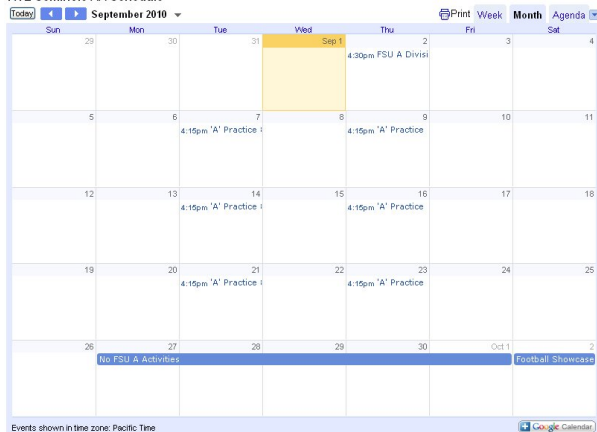 Today September 2010 Print Week Month Agenda
Sun Mon Tue Wed Thu Fri Sat
29 30 31 Sep 1 2 3 4
4:30pm FSU A Divisi
5 6 7 8 9 10 11
4:15pm 'A' Practice 4:15pm 'A' Practice
12 13 14 15 16 17 18
4:15pm 'A' Practice 4:15pm 'A' Practice
19 20 21 22 23 24 25
4:15pm 'A' Practice 4:15pm 'A' Practice
26 27 28 29 30 Oct 1 2
No FSU A Activities Football Showcase
Events shown in time zone: Pacific Time Google Calendar